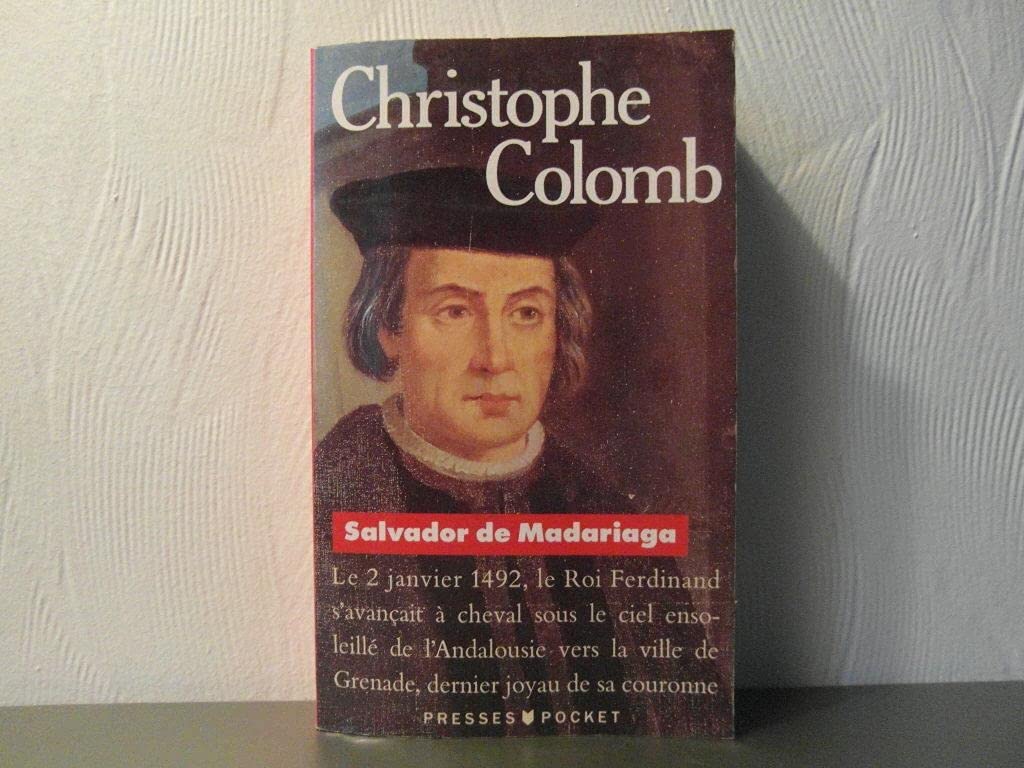 Christophe
Colomb
Salvador de Madariaga
Le 2 janvier 1492, le Roi Ferdinand
s'avançait à cheval sous le ciel enso-
leillé de l'Andalousie vers la ville de
Grenade, dernier joyau de sa couronne
PRESSES POCKET